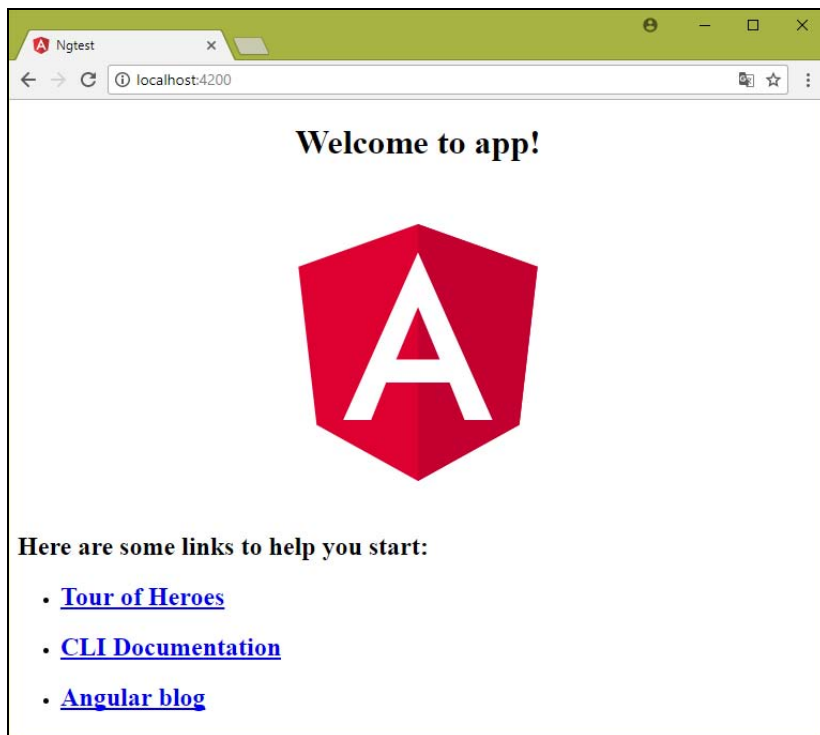 Ngtest
localhost:4200
Welcome to app!
A
Here are some links to help you start:
Tour of Heroes
CLI Documentation
Angular blog